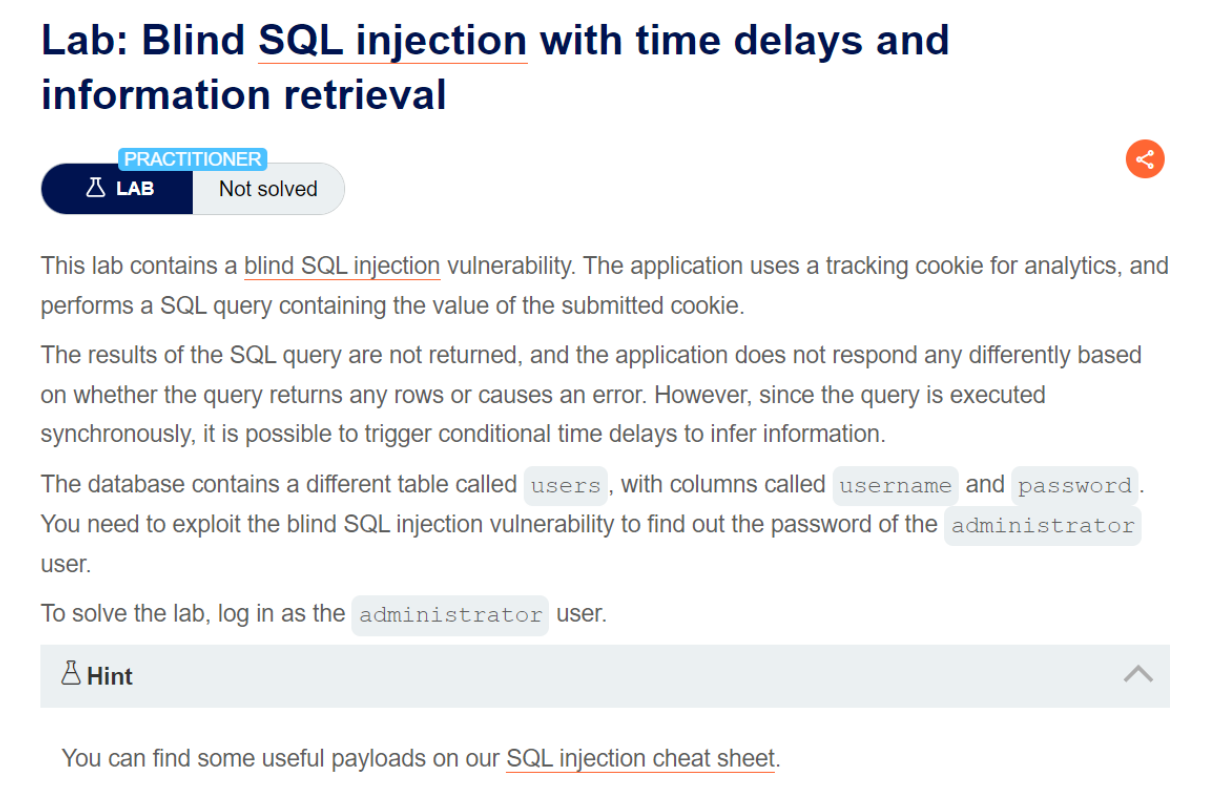 Lab: Blind SQL injection with time delays and
information retrieval
PRACTITIONER
LAB Not solved
This lab contains a blind SQL injection vulnerability. The application uses a tracking cookie for analytics, and
performs a SQL query containing the value of the submitted cookie.
The results of the SQL query are not returned, and the application does not respond any differently based
on whether the query returns any rows or causes an error. However, since the query is executed
synchronously, it is possible to trigger conditional time delays to infer information.
The database contains a different table called users, with columns called username and password.
You need to exploit the blind SQL injection vulnerability to find out the password of the administrator
user.
To solve the lab, log in as the administrator user.
Hint
You can find some useful payloads on our SQL injection cheat sheet.